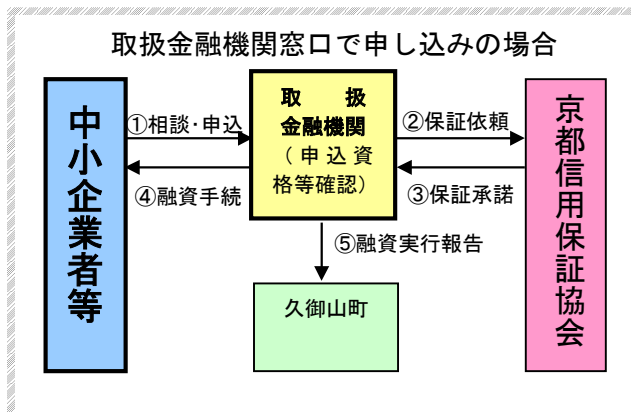 取扱金融機関窓口で申し込みの場合
中小企業者等
①相談・申込
④融資手続
取　扱
金融機関
（申込資
格等確認）
②保証依頼
③保証承諾
京都信用保証協会
⑤融資実行報告
久御山町